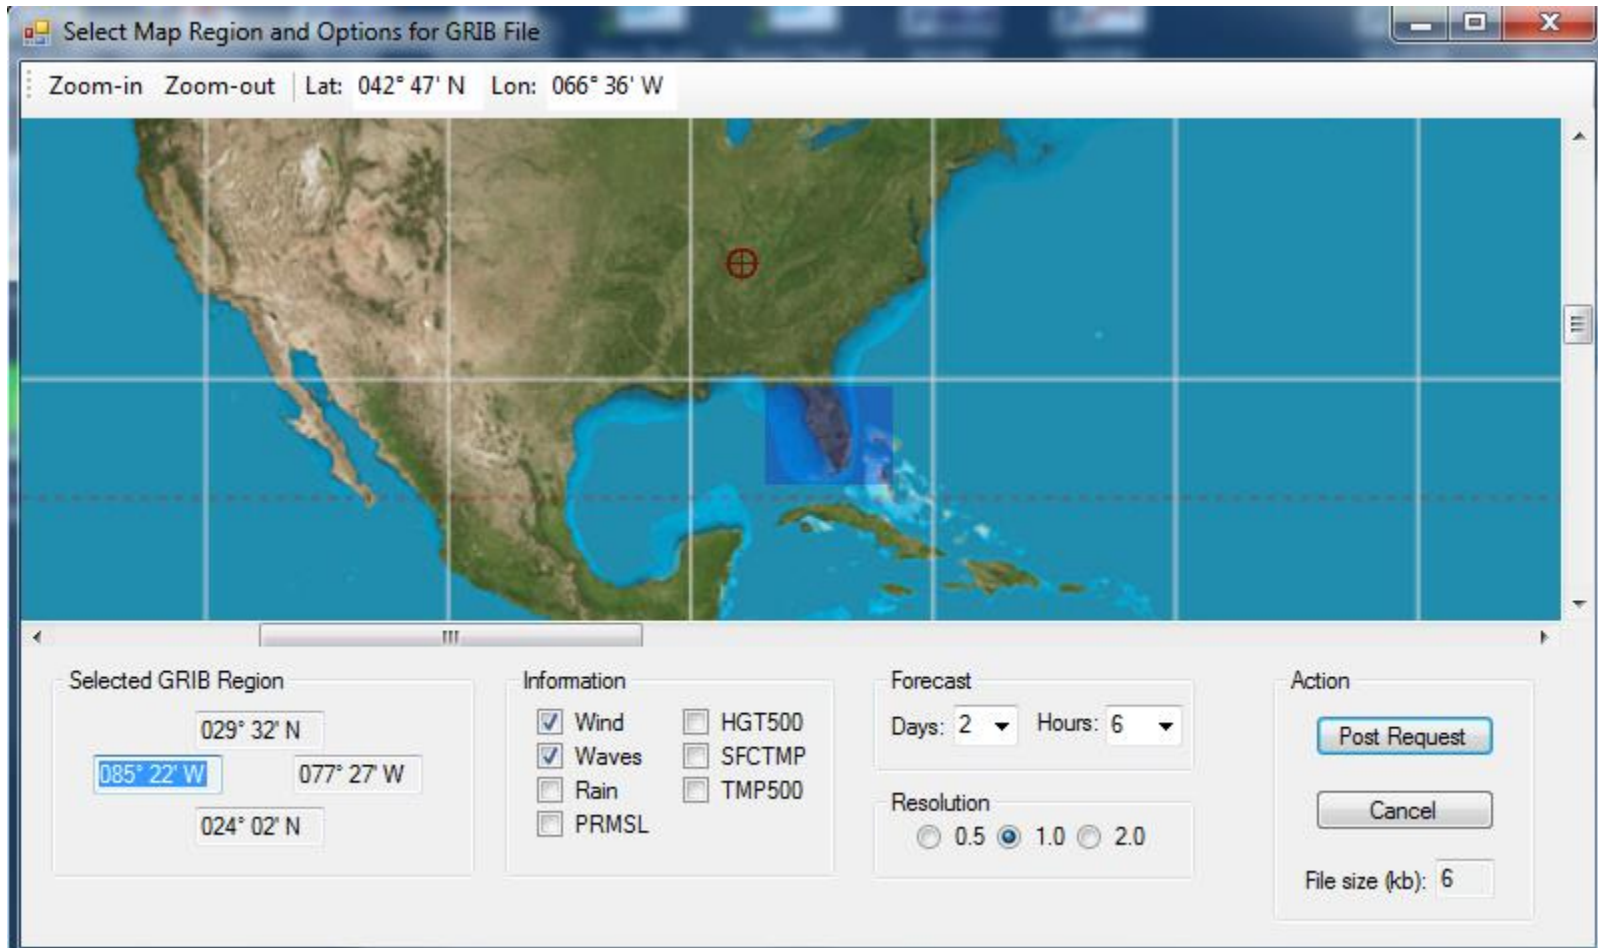 Select Map Region and Options for GRIB File
Zoom-in Zoom-out Lat: 042° 47' N Lon: 066° 36' W
Selected GRIB Region
029° 32' N
085° 22' W 077° 27' W
024° 02' N
Information
Wind HGT500
Waves SFCTMP
Rain TMP500
PRMSL
Forecast
Days: 2 Hours: 6
Resolution
0.5 1.0 2.0
Action
Post Request
Cancel
File size (kb): 6